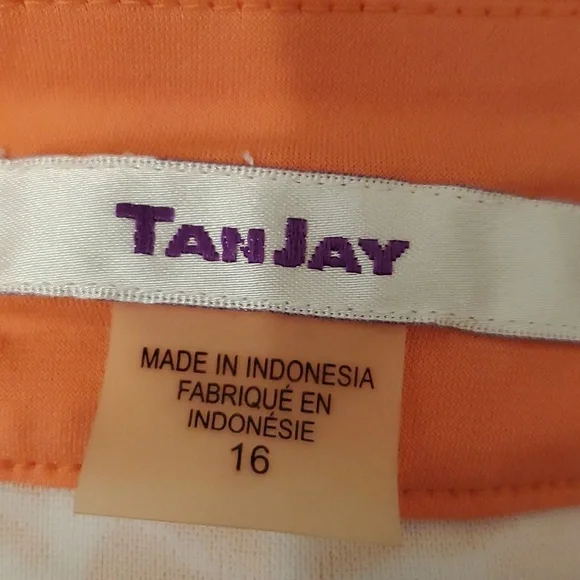 TANJAY
MADE IN INDONESIA
FABRIQUÉ EN
INDONÉSIE
16